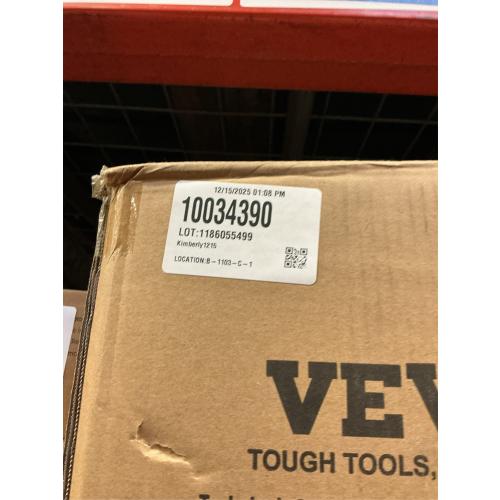 12/15/2025 01:08 PM
10034390
LOT:1186055499
Kimberly1215
LOCATION:B-1103-C-1
VEV
TOUGH TOOLS,